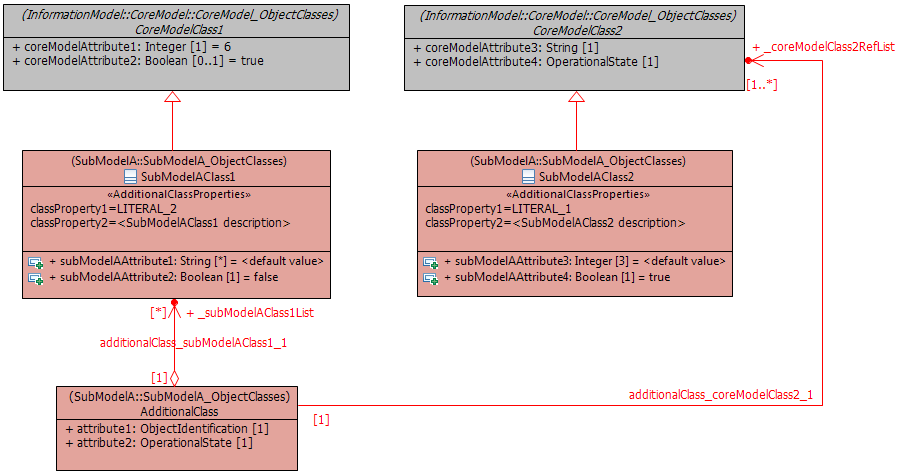 (InformationModel::CoreModel::CoreModel_ObjectClasses)
CoreModelClass1
+ coreModelAttribute1: Integer [1] = 6
+ coreModelAttribute2: Boolean [0..1] = true
(InformationModel::CoreModel::CoreModel_ObjectClasses)
CoreModelClass2
+ coreModelAttribute3: String [1]
+ coreModelAttribute4: OperationalState [1]
+ _coreModelClass2RefList
[1..*]
(SubModelA::SubModelA_ObjectClasses)
SubModelAClass1
«AdditionalClassProperties»
classProperty1=LITERAL_2
classProperty2=<SubModelAClass1 description>
+ subModelAAttribute1: String [*] = <default value>
+ subModelAAttribute2: Boolean [1] = false
(SubModelA::SubModelA_ObjectClasses)
SubModelAClass2
«AdditionalClassProperties»
classProperty1=LITERAL_1
classProperty2=<SubModelAClass2 description>
+ subModelAAttribute3: Integer [3] = <default value>
+ subModelAAttribute4: Boolean [1] = true
[*]
+ _subModelAClass1List
additionalClass_subModelAClass1_1
[1]
(SubModelA::SubModelA_ObjectClasses)
AdditionalClass
+ attribute1: ObjectIdentification [1]
+ attribute2: OperationalState [1]
additionalClass_coreModelClass2_1
[1]